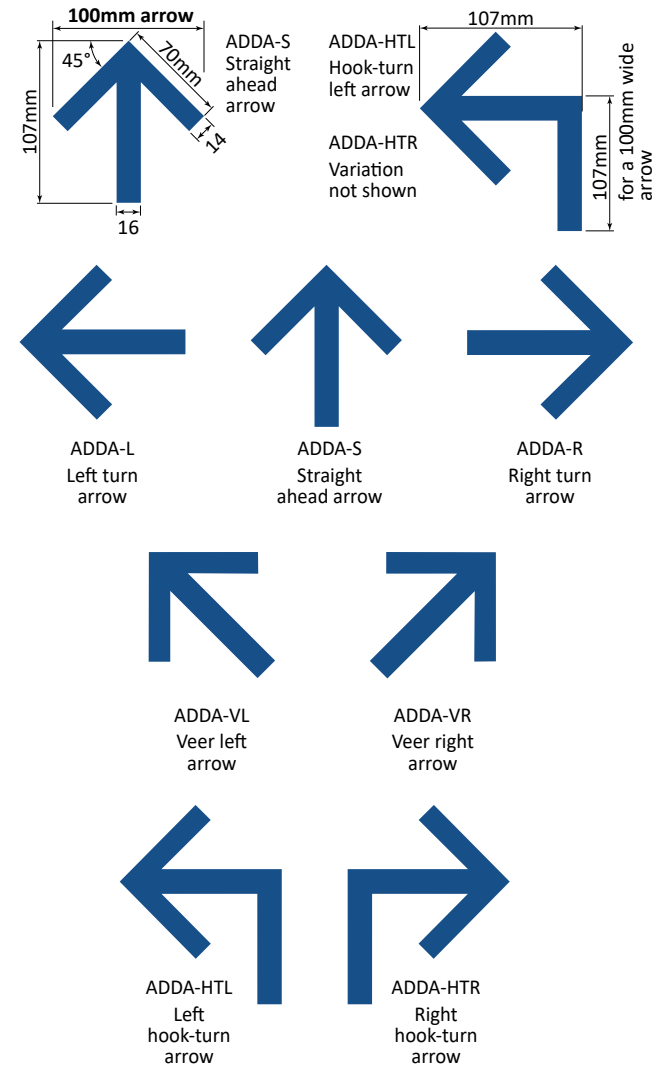 100mm arrow
45°
70mm
107mm
14
16
ADDA-S
Straight
ahead
arrow
107mm
ADDA-HTL
Hook-turn
left arrow
ADDA-HTR
Variation
not shown
107mm
for a 100mm wide
arrow
ADDA-L
Left turn
arrow
ADDA-S
Straight
ahead arrow
ADDA-R
Right turn
arrow
ADDA-VL
Veer left
arrow
ADDA-VR
Veer right
arrow
ADDA-HTL
Left
hook-turn
arrow
ADDA-HTR
Right
hook-turn
arrow